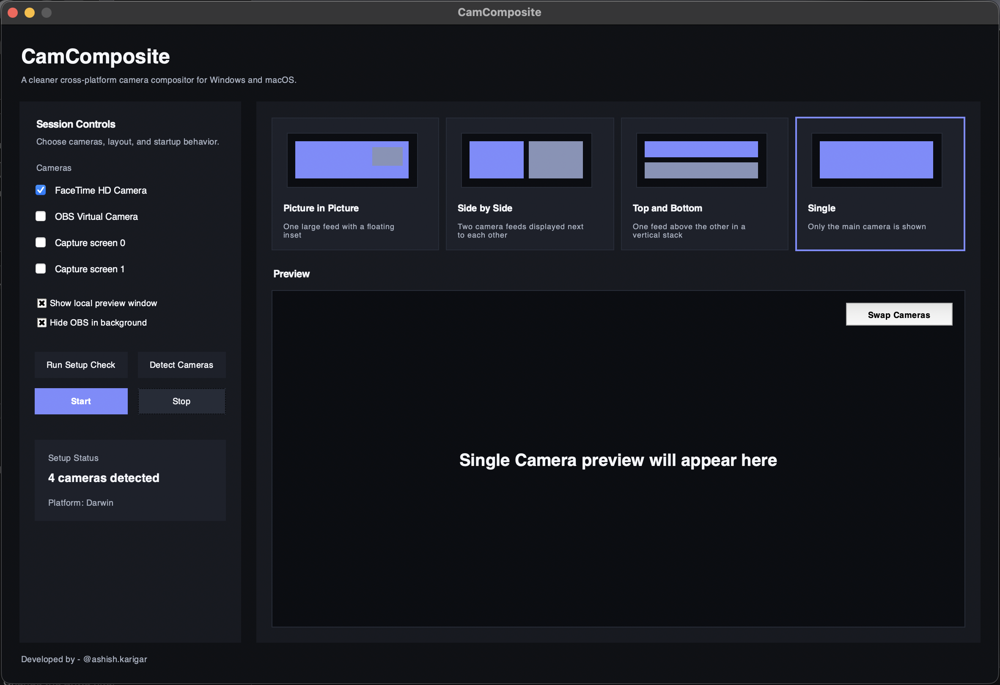 CamComposite
CamComposite
A cleaner cross-platform camera compositor for Windows and macOS.
Session Controls
Choose cameras, layout, and startup behavior.
Cameras
FaceTime HD Camera
OBS Virtual Camera
Capture screen 0
Capture screen 1
Show local preview window
Hide OBS in background
Run Setup Check
Detect Cameras
Start
Stop
Setup Status
4 cameras detected
Platform: Darwin
Picture in Picture
One large feed with a floating
inset
Side by Side
Two camera feeds displayed next
to each other
Top and Bottom
One feed above the other in a
vertical stack
Single
Only the main camera is shown
Preview
Swap Cameras
Single Camera preview will appear here
Developed by - @ashish.karigar